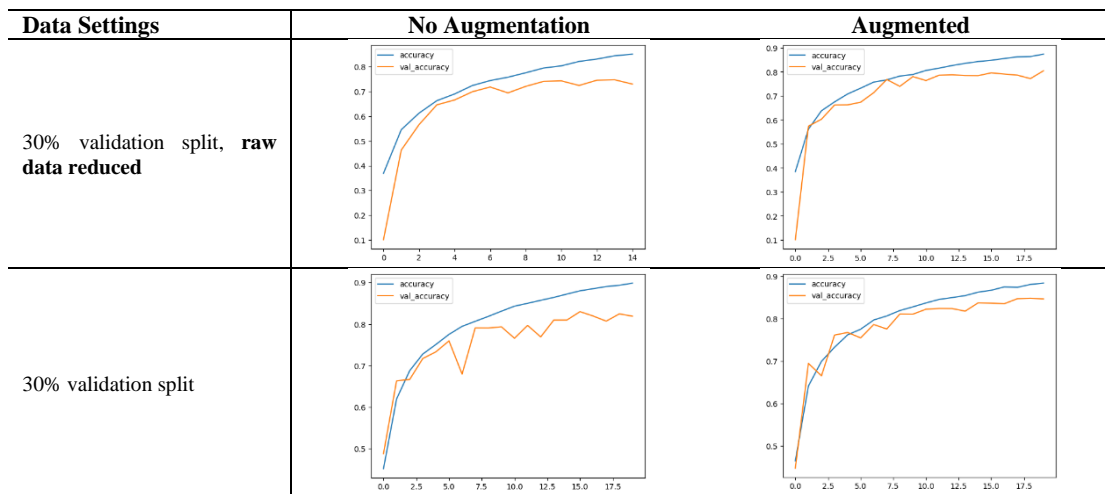 Data Settings No Augmentation Augmented
30% validation split, raw
data reduced
accuracy
val_accuracy
0.8
0.7
0.6
0.5
0.4
0.3
0.2
0.1
0 2 4 6 8 10 12 14
0.9
accuracy
val_accuracy
0.8
0.7
0.6
0.5
0.4
0.3
0.2
0.1
0.0 2.5 5.0 7.5 10.0 12.5 15.0 17.5
30% validation split
0.9
accuracy
val_accuracy
0.8
0.7
0.6
0.5
0.0 2.5 5.0 7.5 10.0 12.5 15.0 17.5
0.9
accuracy
val_accuracy
0.8
0.7
0.6
0.5
0.0 2.5 5.0 7.5 10.0 12.5 15.0 17.5